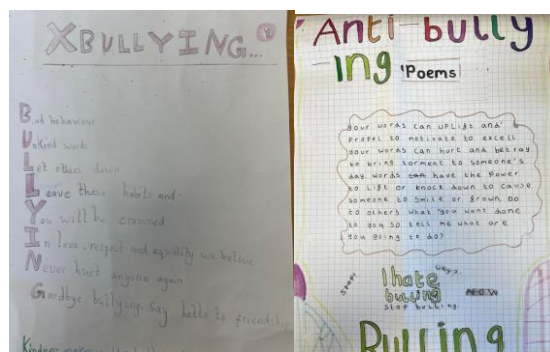 XBULLYING...
Bad behaviour
Unkind words
Let others down
Leave these habits and
You will be crowned
In love, respect and equality we believe
Never hurt anyone again
Goodbye bullying, say hello to friendship
Kindness
Anti-bully
-ing 'Poems
Your words can uplift and
propel to motivate to excell
your words can hurt and betray
be bring torment to someone's
day words can have the power
to lift or knock down to cause
someone to smile or grown do
to others what you want done
to you so tell me what are
you going to do?
I hate
bullying
Stop bullying.
NOW
Bulling